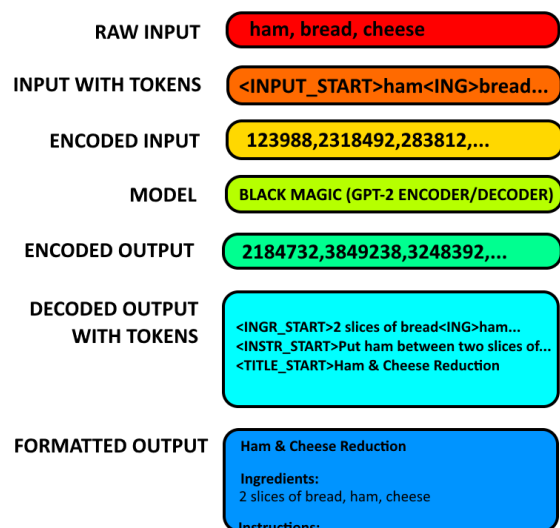 RAW INPUT
ham, bread, cheese
INPUT WITH TOKENS
<INPUT_START>ham<ING>bread...
ENCODED INPUT
123988,2318492,283812,...
MODEL
BLACK MAGIC (GPT-2 ENCODER/DECODER)
ENCODED OUTPUT
2184732,3849238,3248392,...
DECODED OUTPUT
WITH TOKENS
<INGR_START>2 slices of bread<ING>ham...
<INSTR_START>Put ham between two slices of...
<TITLE_START>Ham & Cheese Reduction
FORMATTED OUTPUT
Ham & Cheese Reduction
Ingredients:
2 slices of bread, ham, cheese
Instructions: